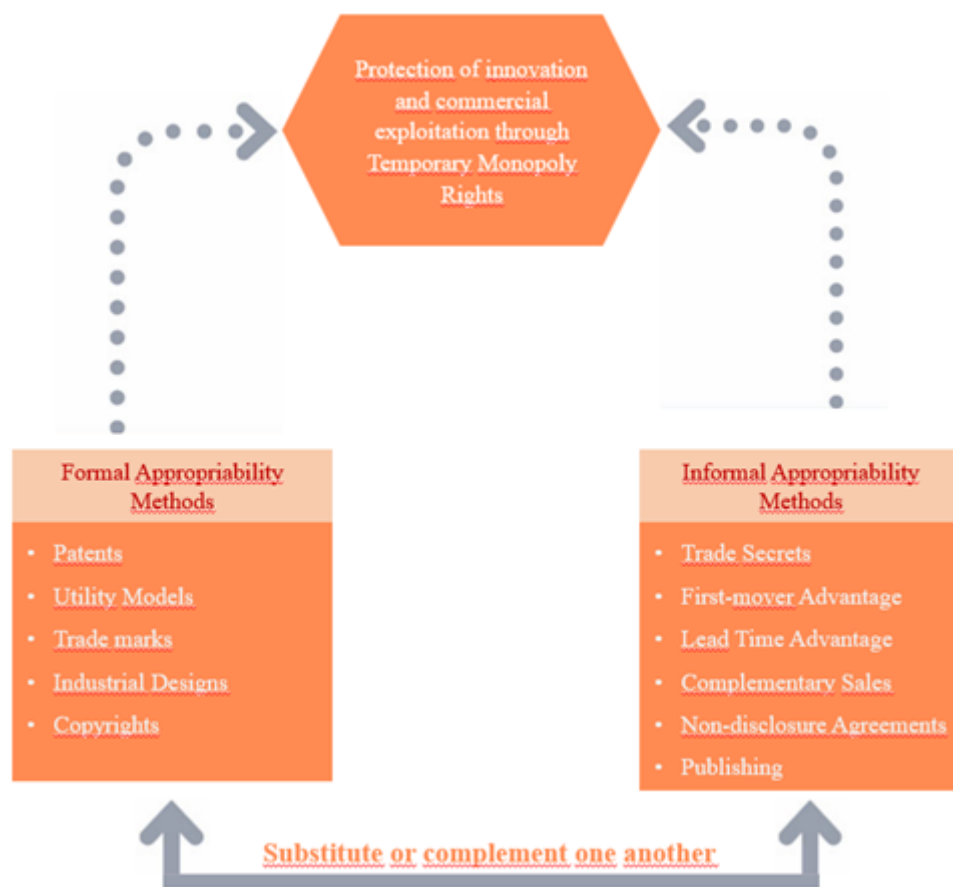 Protection of innovation
and commercial
exploitation through
Temporary Monopoly
Rights
Formal Appropriability
Methods
• Patents
• Utility Models
• Trade marks
• Industrial Designs
• Copyrights
Informal Appropriability
Methods
• Trade Secrets
• First-mover Advantage
• Lead Time Advantage
• Complementary Sales
• Non-disclosure Agreements
• Publishing
Substitute or complement one another